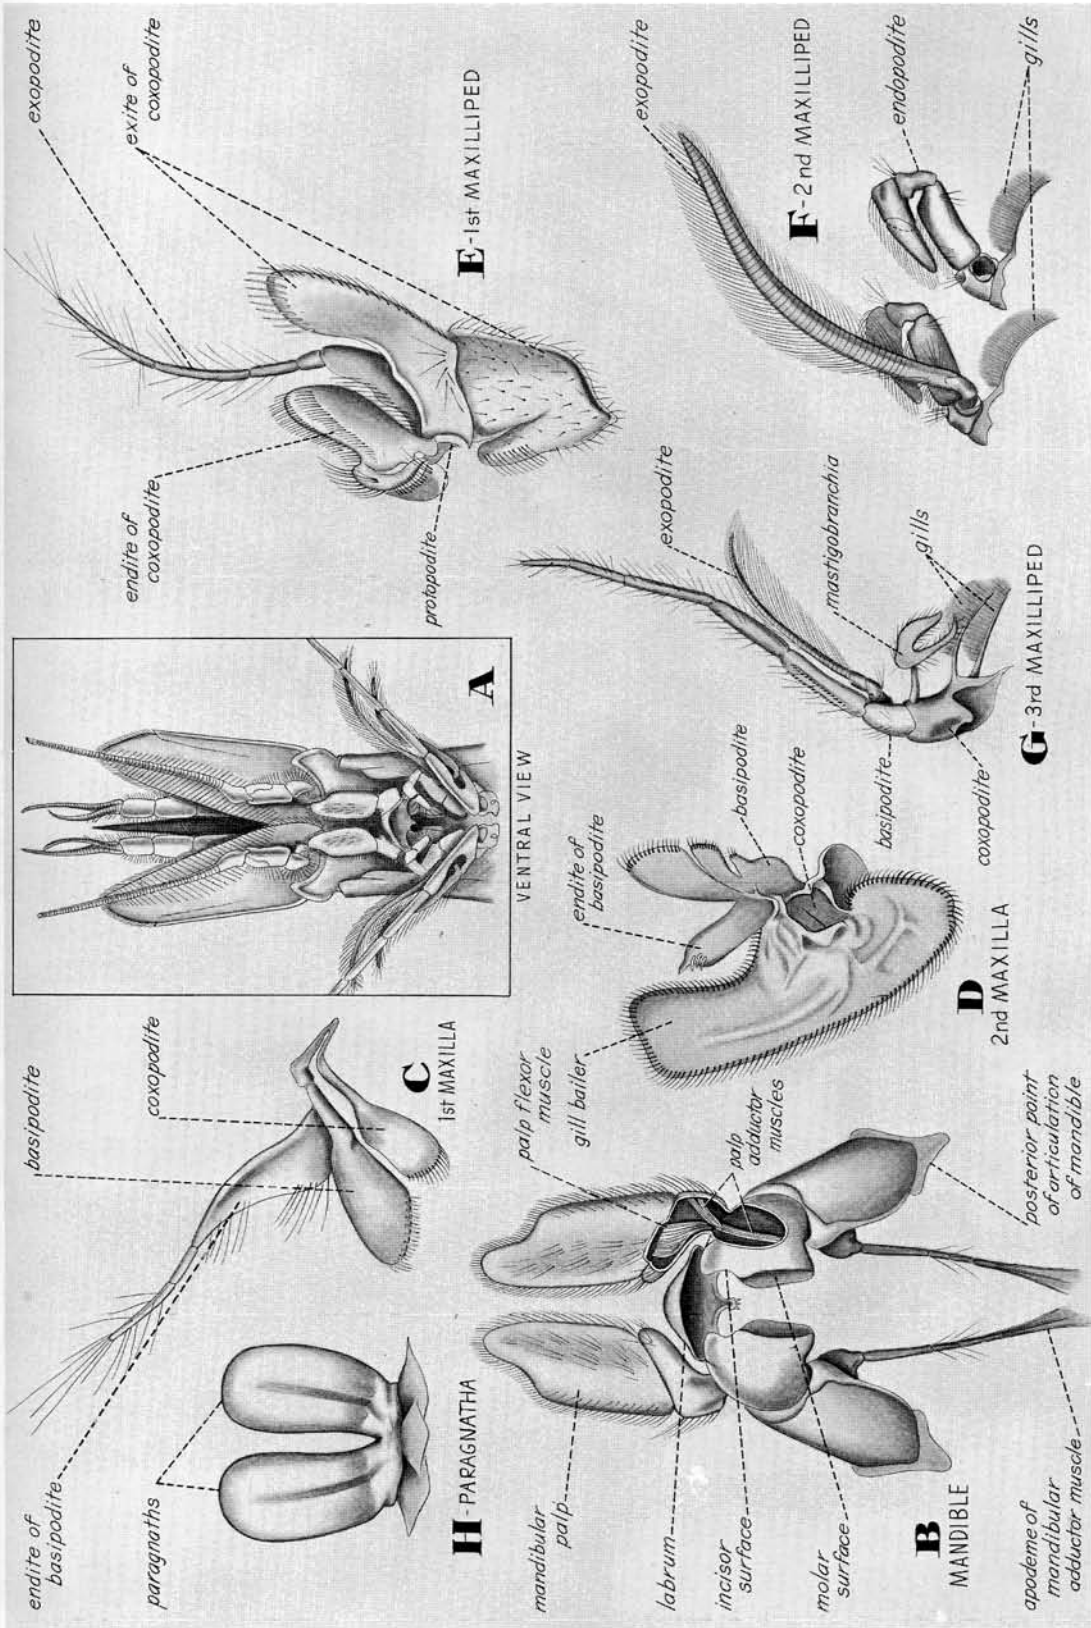 endite of
basipodite
basipodite
coxopodite
paragnaths
H-PARAGNATHA
C
1st MAXILLA
A
VENTRAL VIEW
exopodite
endite of
coxopodite
exite of
coxopodite
protopodite
E-1st MAXILLIPED
mandibular
palp
palp flexor
muscle
gill bailer
palp
adductor
muscles
labrum
incisor
surface
molar
surface
B
MANDIBLE
apodeme of
mandibular
adductor muscle
posterior point
of articulation
of mandible
endite of
basipodite
basipodite
coxopodite
D
2nd MAXILLA
exopodite
mastigobranchia
gills
basipodite
coxopodite
G-3rd MAXILLIPED
exopodite
F-2nd MAXILLIPED
endopodite
gills